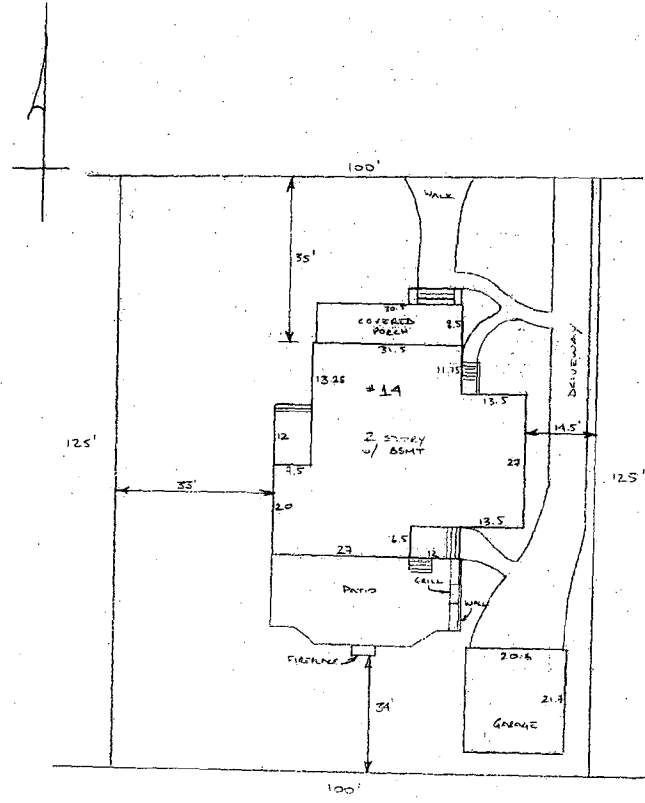 100'
WALK
35'
30.5
COVERED
PORCH
8.5
31.5
11.75
13.25
#14
13.5
DRIVEWAY
12
2 STORY
w/ BSMT
14.5'
125'
7.5
27
125'
33'
20
13.5
6.5
27
12
GRILL
PATIO
WALL
FIREPLACE
20.4
34'
21.7
GARAGE
100'